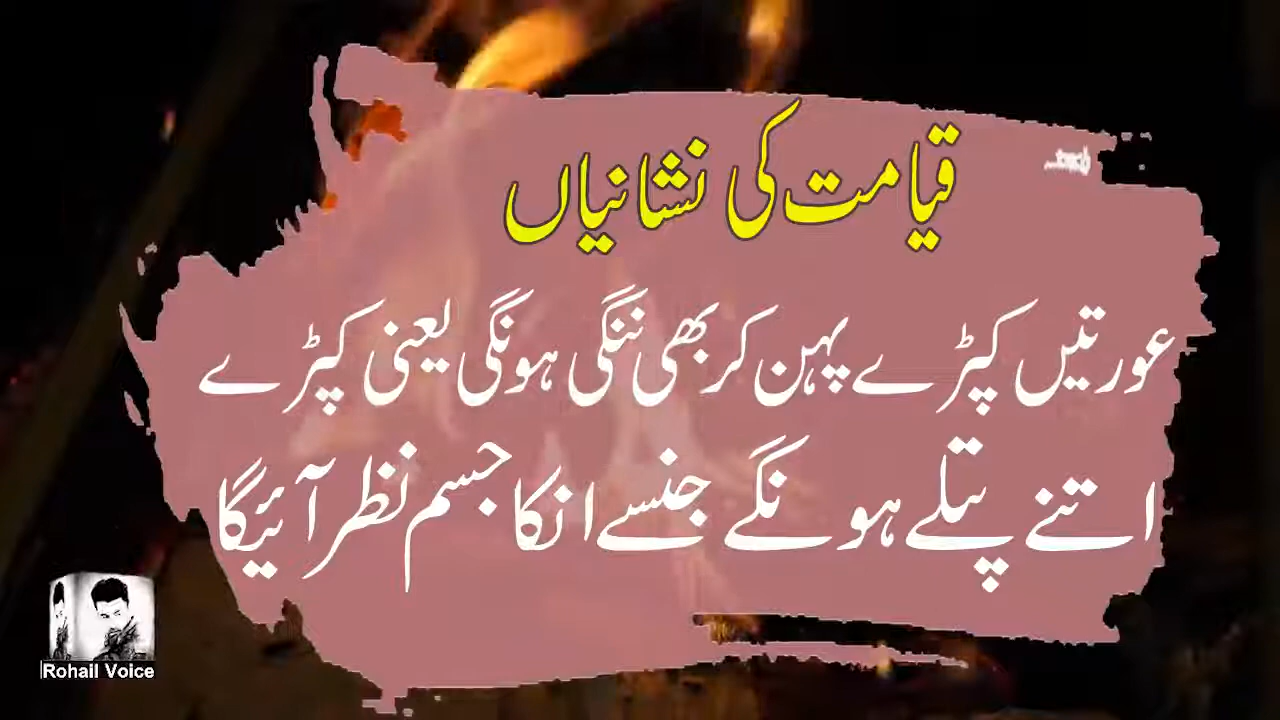 قیامت کی نشانیاں
عورتیں کپڑے پہن کر بھی ننگی ہونگی یعنی کپڑے
اتنے پتلے ہونگے جنسے انکا جسم نظر آئیگا
Rohail Voice